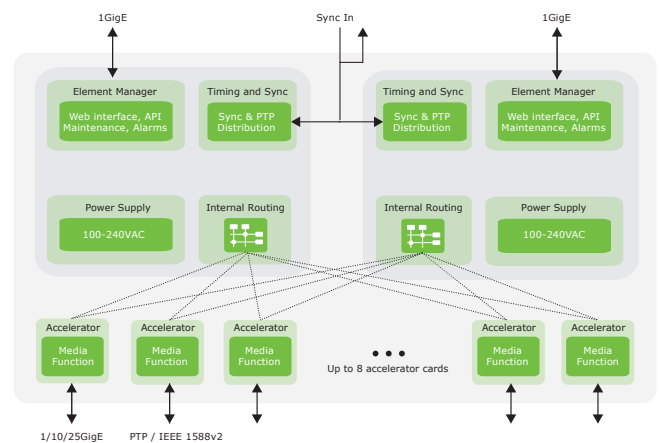 1GigE
Sync In
1GigE
Element Manager
Web interface, API
Maintenance, Alarms
Timing and Sync
Sync & PTP
Distribution
Timing and Sync
Sync & PTP
Distribution
Element Manager
Web interface, API
Maintenance, Alarms
Power Supply
100-240VAC
Internal Routing
Internal Routing
Power Supply
100-240VAC
Accelerator
Media
Function
Accelerator
Media
Function
Accelerator
Media
Function
Up to 8 accelerator cards
Accelerator
Media
Function
Accelerator
Media
Function
1/10/25GigE
PTP / IEEE 1588v2